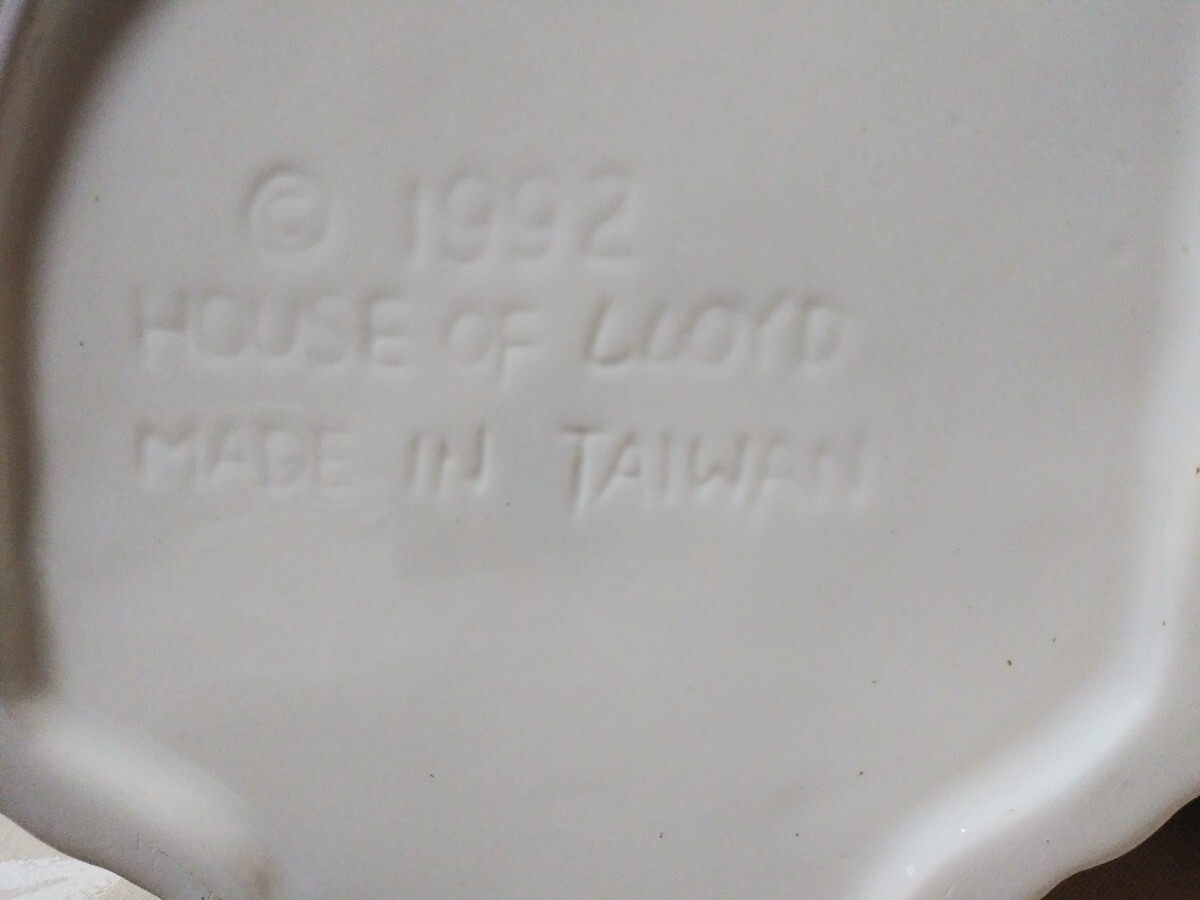 © 1992
HOUSE OF LLOYD
MADE IN TAIWAN